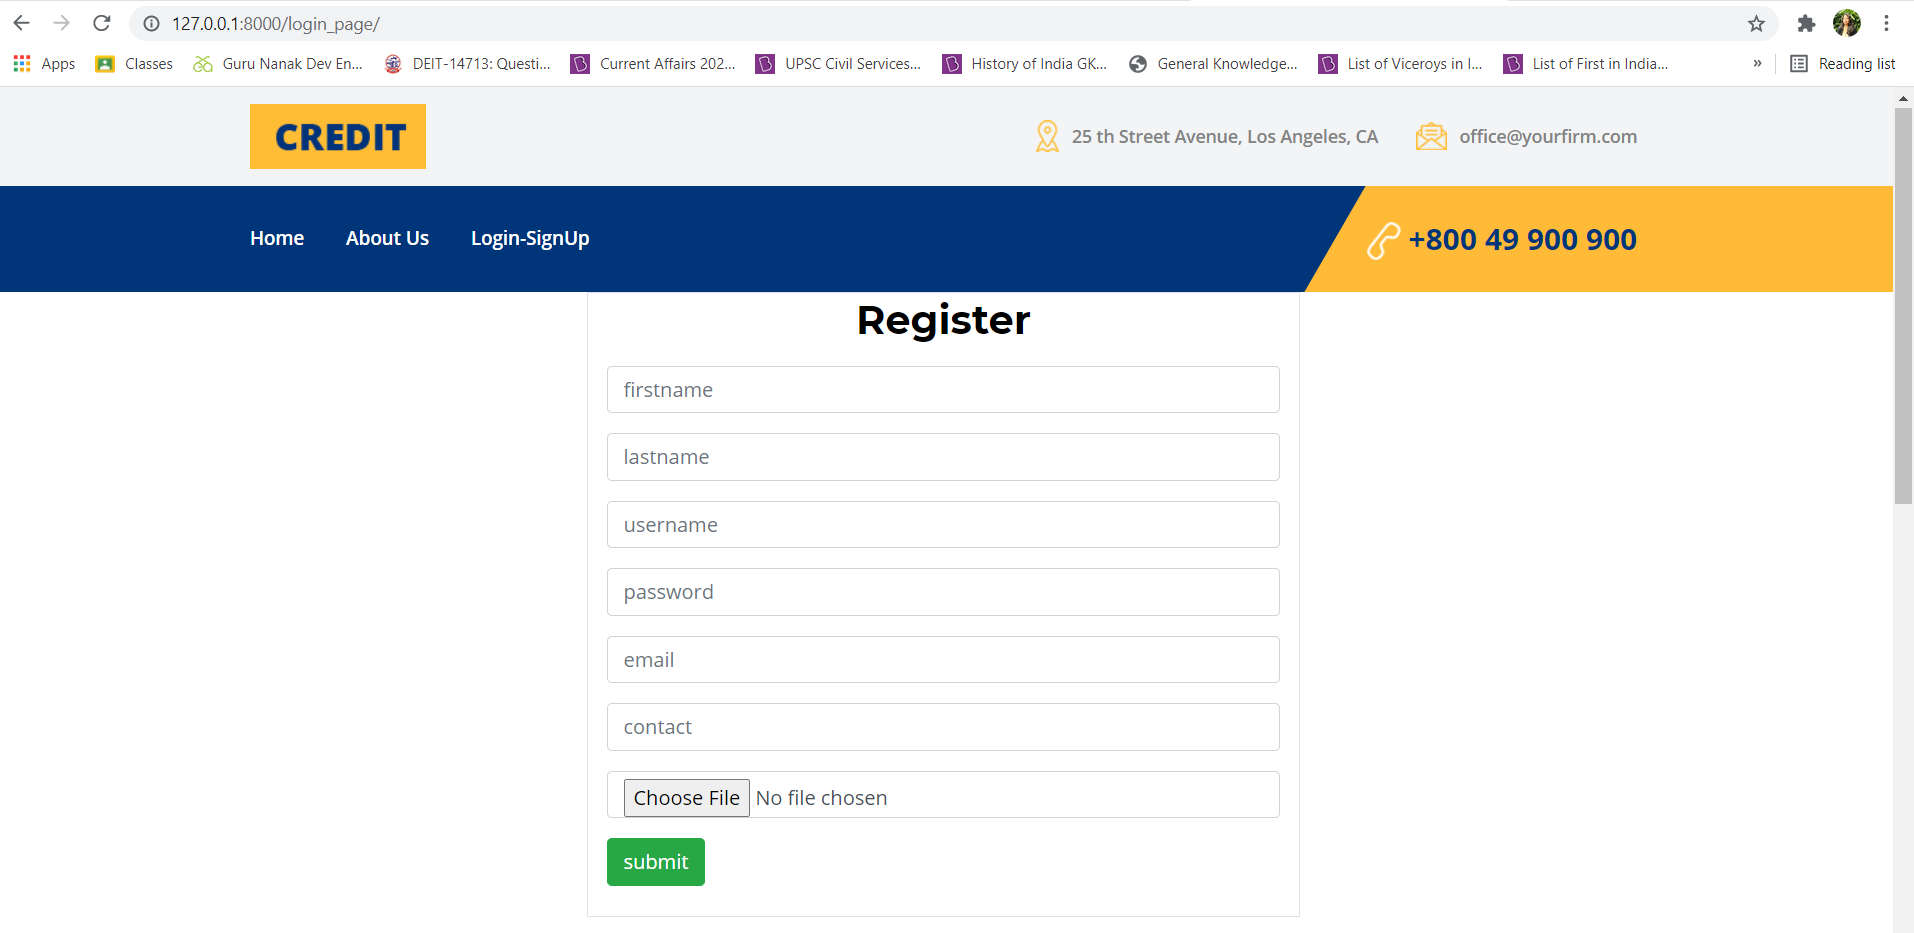 127.0.0.1:8000/login_page/
Apps Classes Guru Nanak Dev En... DEIT-14713: Questi... Current Affairs 202... UPSC Civil Services... History of India GK... General Knowledge... List of Viceroys in I... List of First in India... » Reading list
CREDIT 25 th Street Avenue, Los Angeles, CA office@yourfirm.com
Home About Us Login-SignUp +800 49 900 900
Register
firstname
lastname
username
password
email
contact
Choose File No file chosen
submit